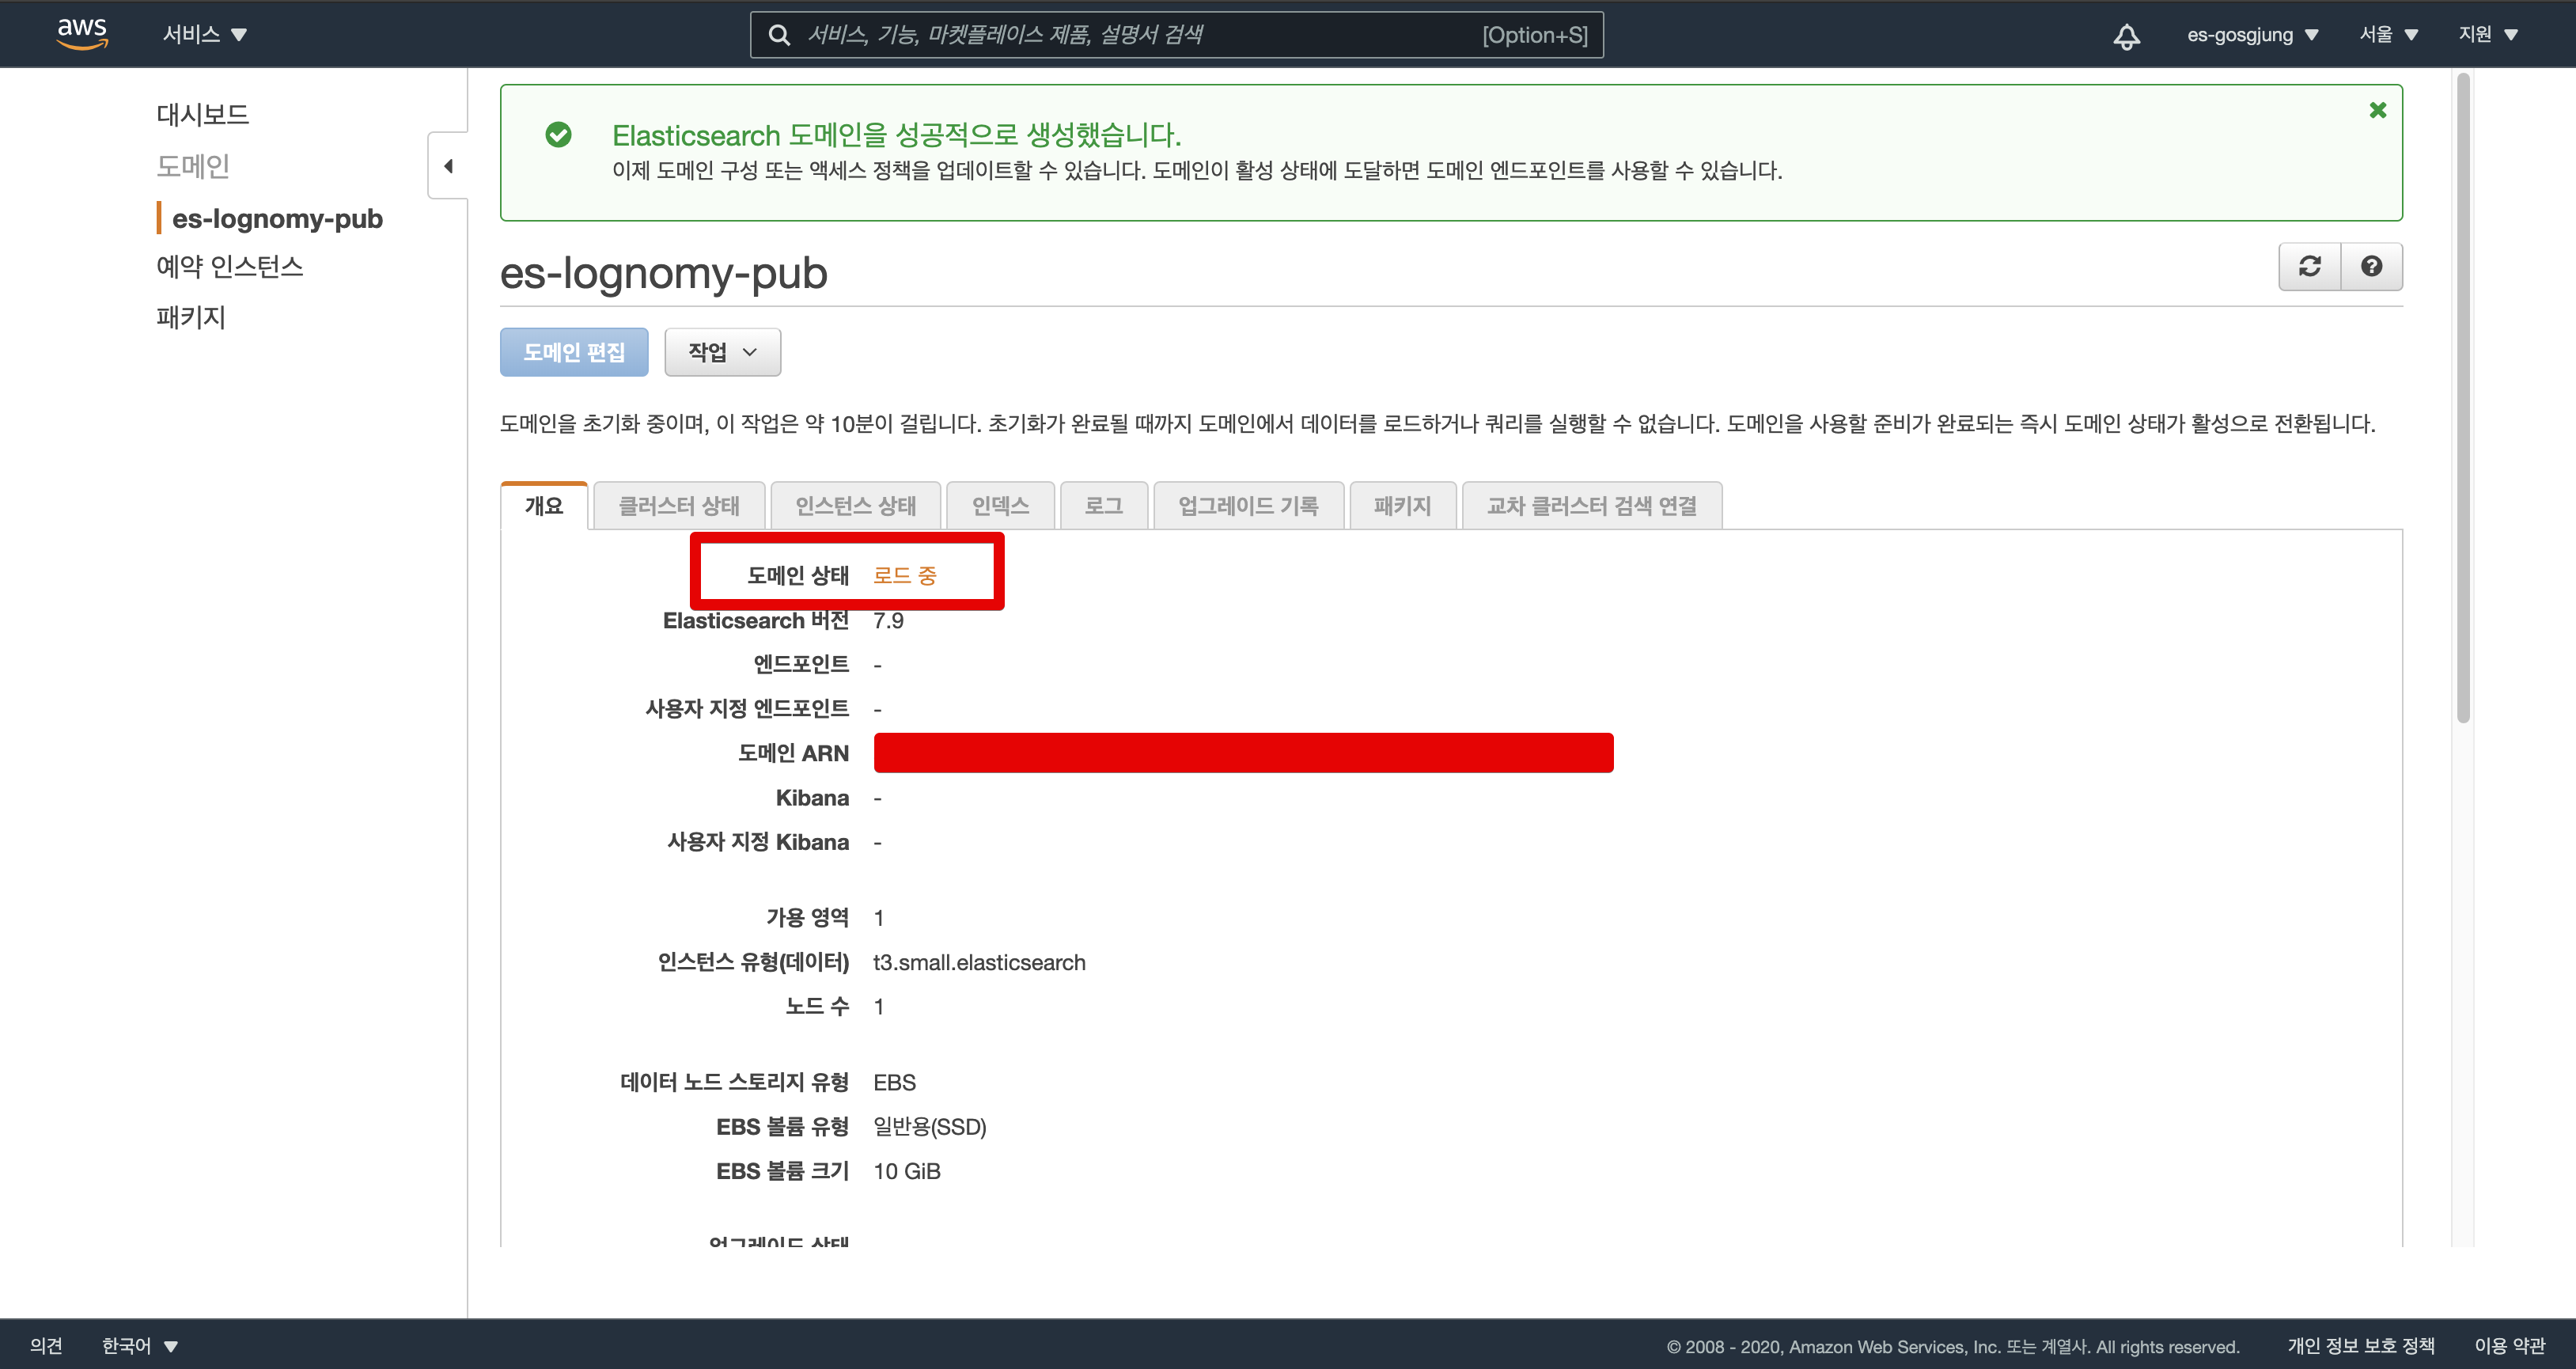 aws
서비스
서비스, 기능, 마켓플레이스 제품, 설명서 검색 [Option+S]
es-gosgjung
서울
지원
대시보드
도메인
es-lognomy-pub
예약 인스턴스
패키지
Elasticsearch 도메인을 성공적으로 생성했습니다.
이제 도메인 구성 또는 액세스 정책을 업데이트할 수 있습니다. 도메인이 활성 상태에 도달하면 도메인 엔드포인트를 사용할 수 있습니다.
es-lognomy-pub
도메인 편집 작업
도메인을 초기화 중이며, 이 작업은 약 10분이 걸립니다. 초기화가 완료될 때까지 도메인에서 데이터를 로드하거나 쿼리를 실행할 수 없습니다. 도메인을 사용할 준비가 완료되는 즉시 도메인 상태가 활성으로 전환됩니다.
개요 클러스터 상태 인스턴스 상태 인덱스 로그 업그레이드 기록 패키지 교차 클러스터 검색 연결
도메인 상태 로드 중
Elasticsearch 버전 7.9
엔드포인트 -
사용자 지정 엔드포인트 -
도메인 ARN
Kibana -
사용자 지정 Kibana -
가용 영역 1
인스턴스 유형(데이터) t3.small.elasticsearch
노드 수 1
데이터 노드 스토리지 유형 EBS
EBS 볼륨 유형 일반용(SSD)
EBS 볼륨 크기 10 GiB
업그레이드 상태
의견 한국어
© 2008 - 2020, Amazon Web Services, Inc. 또는 계열사. All rights reserved. 개인 정보 보호 정책 이용 약관